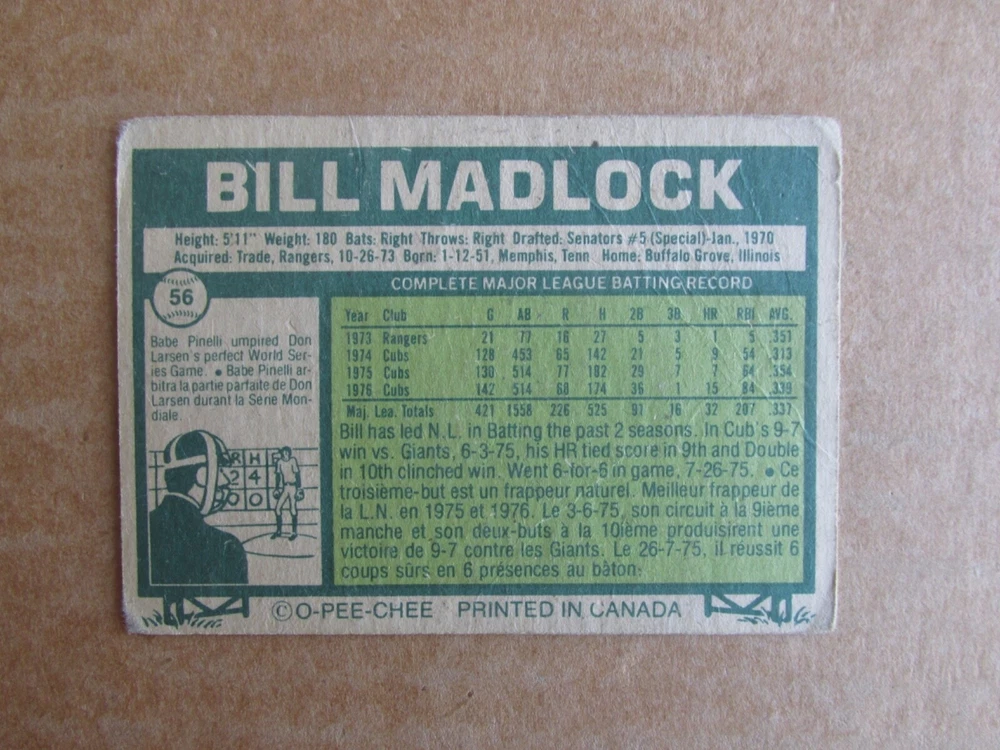 BILL MADLOCK
Height: 5'11" Weight: 180 Bats: Right Throws: Right Drafted: Senators #5 (Special)-Jan., 1970
Acquired: Trade, Rangers, 10-26-73 Born: 1-12-51, Memphis, Tenn Home: Buffalo Grove, Illinois
56
COMPLETE MAJOR LEAGUE BATTING RECORD
Year Club G AB R H 2B 3B HR RBI AVG.
1973 Rangers 21 77 16 27 5 3 1 5 .351
1974 Cubs 128 453 65 142 21 5 9 54 .313
1975 Cubs 130 514 77 182 29 7 7 64 .354
1976 Cubs 142 514 68 174 36 1 15 84 .339
Maj. Lea. Totals 421 1558 226 525 91 16 32 207 .337
Babe Pinelli umpired Don
Larsen's perfect World Ser-
ies Game. • Babe Pinelli ar-
bitra la partie parfaite de Don
Larsen durant la Série Mon-
diale.
R H E
2 4
0 0
Bill has led N.L. in Batting the past 2 seasons. In Cub's 9-7
win vs. Giants, 6-3-75, his HR tied score in 9th and Double
in 10th clinched win. Went 6-for-6 in game, 7-26-75. • Ce
troisième-but est un frappeur naturel. Meilleur frappeur de
la L.N. en 1975 et 1976. Le 3-6-75, son circuit à la 9ième
manche et son deux-buts à la 10ième produisirent une
victoire de 9-7 contre les Giants. Le 26-7-75, il réussit 6
coups sûrs en 6 présences au bâton.
© O-PEE-CHEE PRINTED IN CANADA